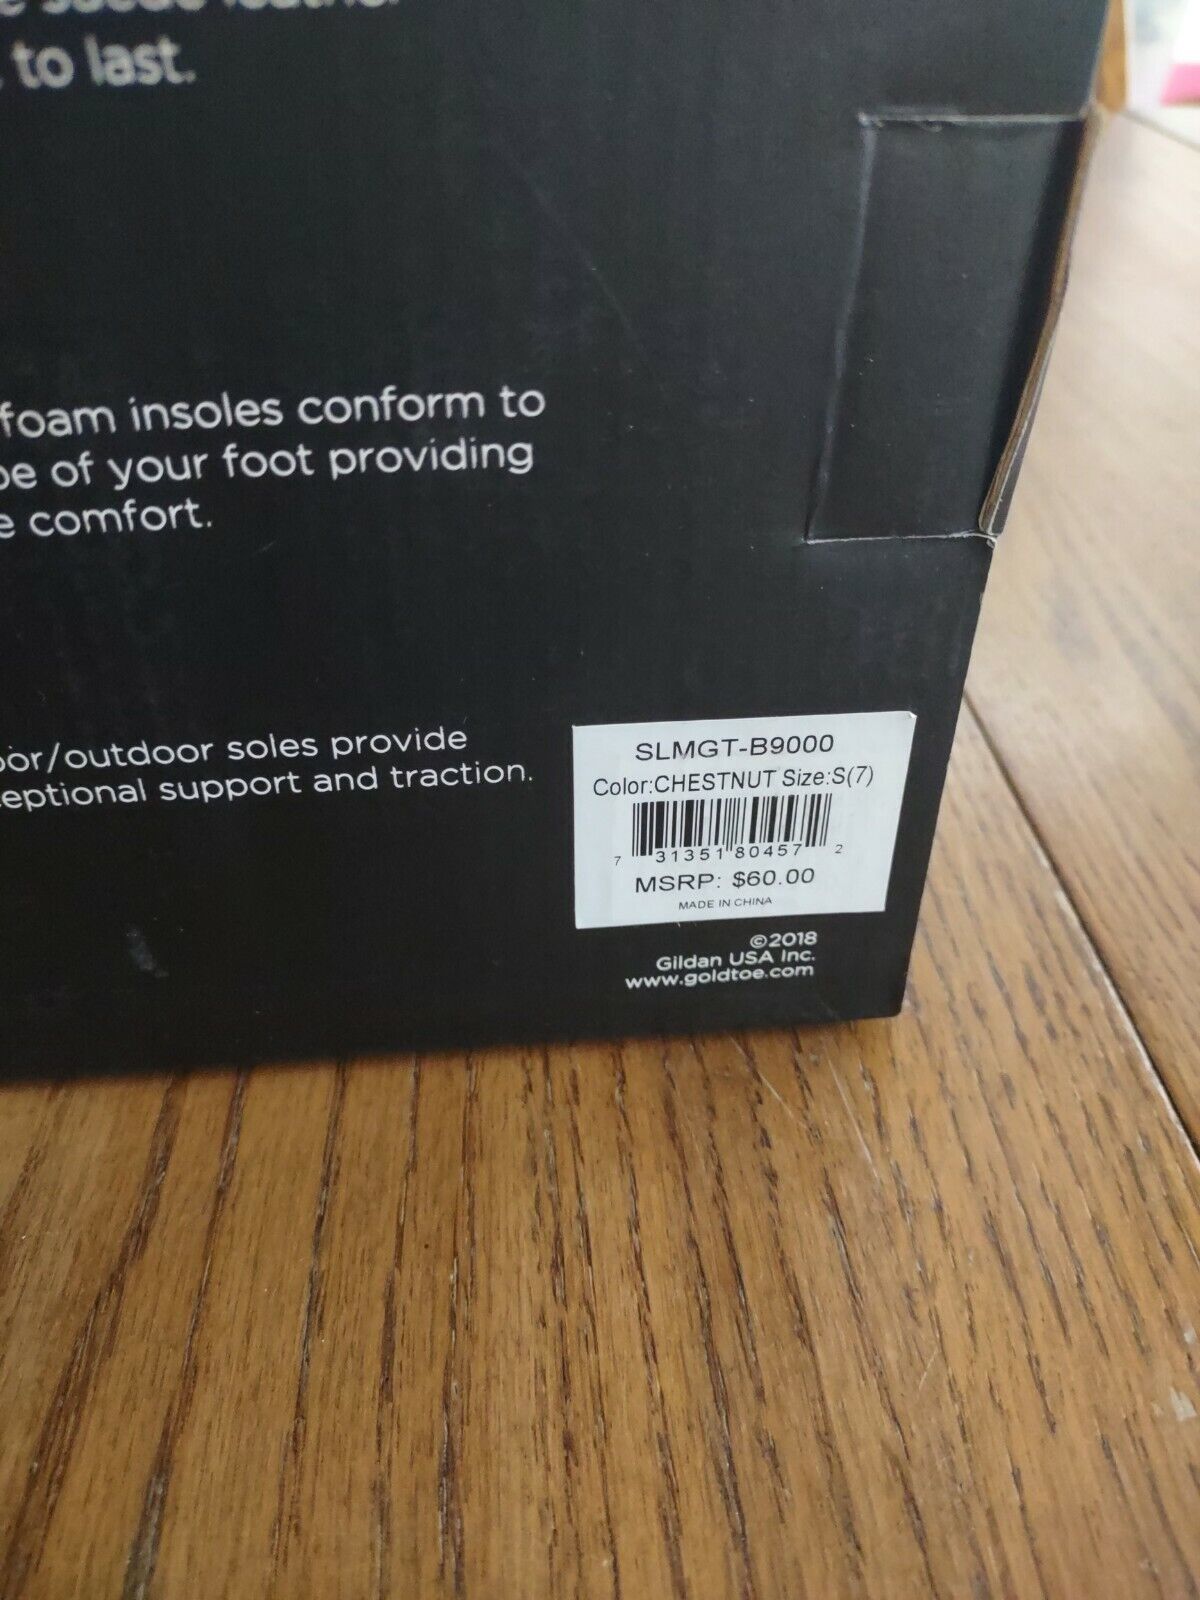 suede leather
to last.
foam insoles conform to
of your foot providing
comfort.
/outdoor soles provide
support and traction.
SLMGT-B9000
Color:CHESTNUT Size:S(7)
7 31351 80457 2
MSRP: $60.00
MADE IN CHINA
©2018
Gildan USA Inc.
www.goldtoe.com